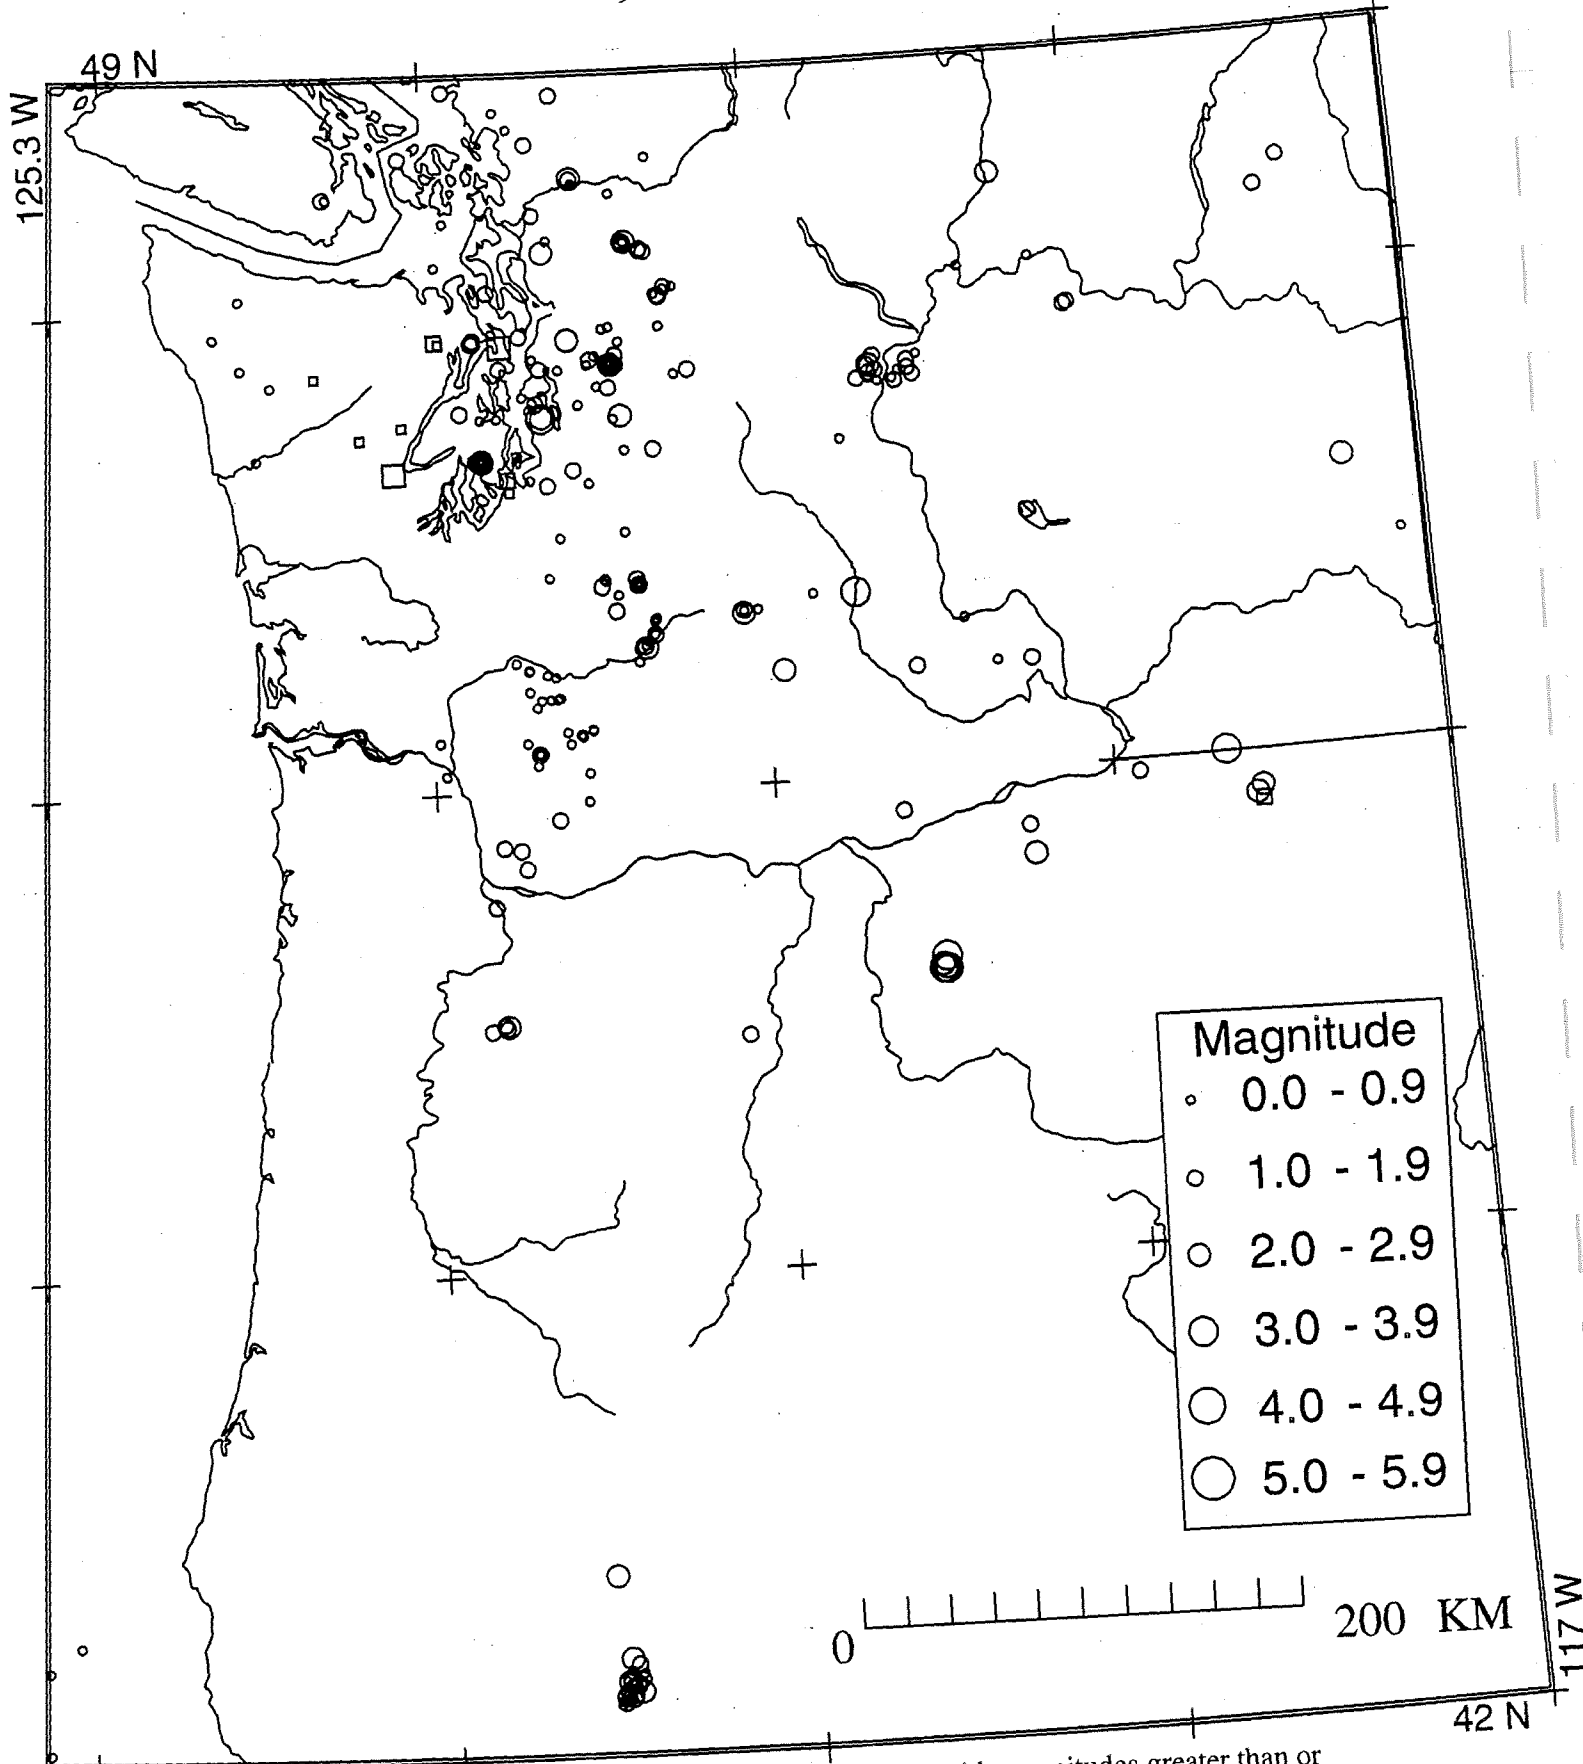 49 N
125.3 W
Magnitude
0.0 - 0.9
1.0 - 1.9
2.0 - 2.9
3.0 - 3.9
4.0 - 4.9
5.0 - 5.9
0 200 KM
117 W
42 N
magnitudes greater than or